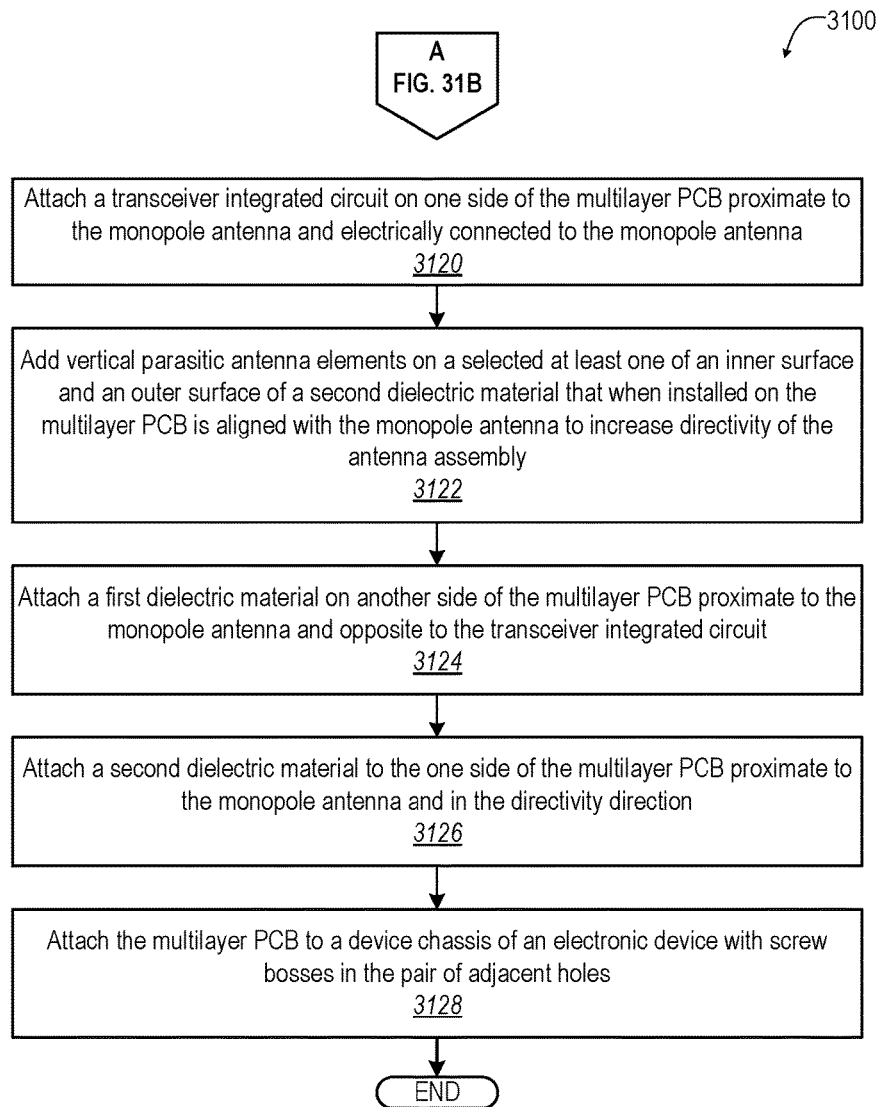 3100
A
FIG. 31B
Attach a transceiver integrated circuit on one side of the multilayer PCB proximate to
the monopole antenna and electrically connected to the monopole antenna
3120
Add vertical parasitic antenna elements on a selected at least one of an inner surface
and an outer surface of a second dielectric material that when installed on the
multilayer PCB is aligned with the monopole antenna to increase directivity of the
antenna assembly
3122
Attach a first dielectric material on another side of the multilayer PCB proximate to the
monopole antenna and opposite to the transceiver integrated circuit
3124
Attach a second dielectric material to the one side of the multilayer PCB proximate to
the monopole antenna and in the directivity direction
3126
Attach the multilayer PCB to a device chassis of an electronic device with screw
bosses in the pair of adjacent holes
3128
END